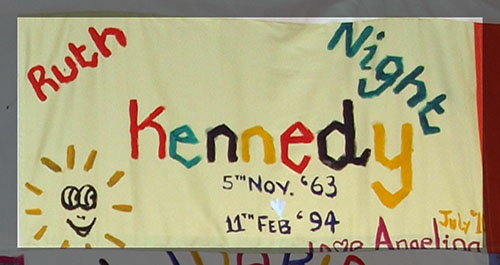 Ruth Night
Kennedy
5TH NOV. '63
11TH FEB '94
July
Love Angelina